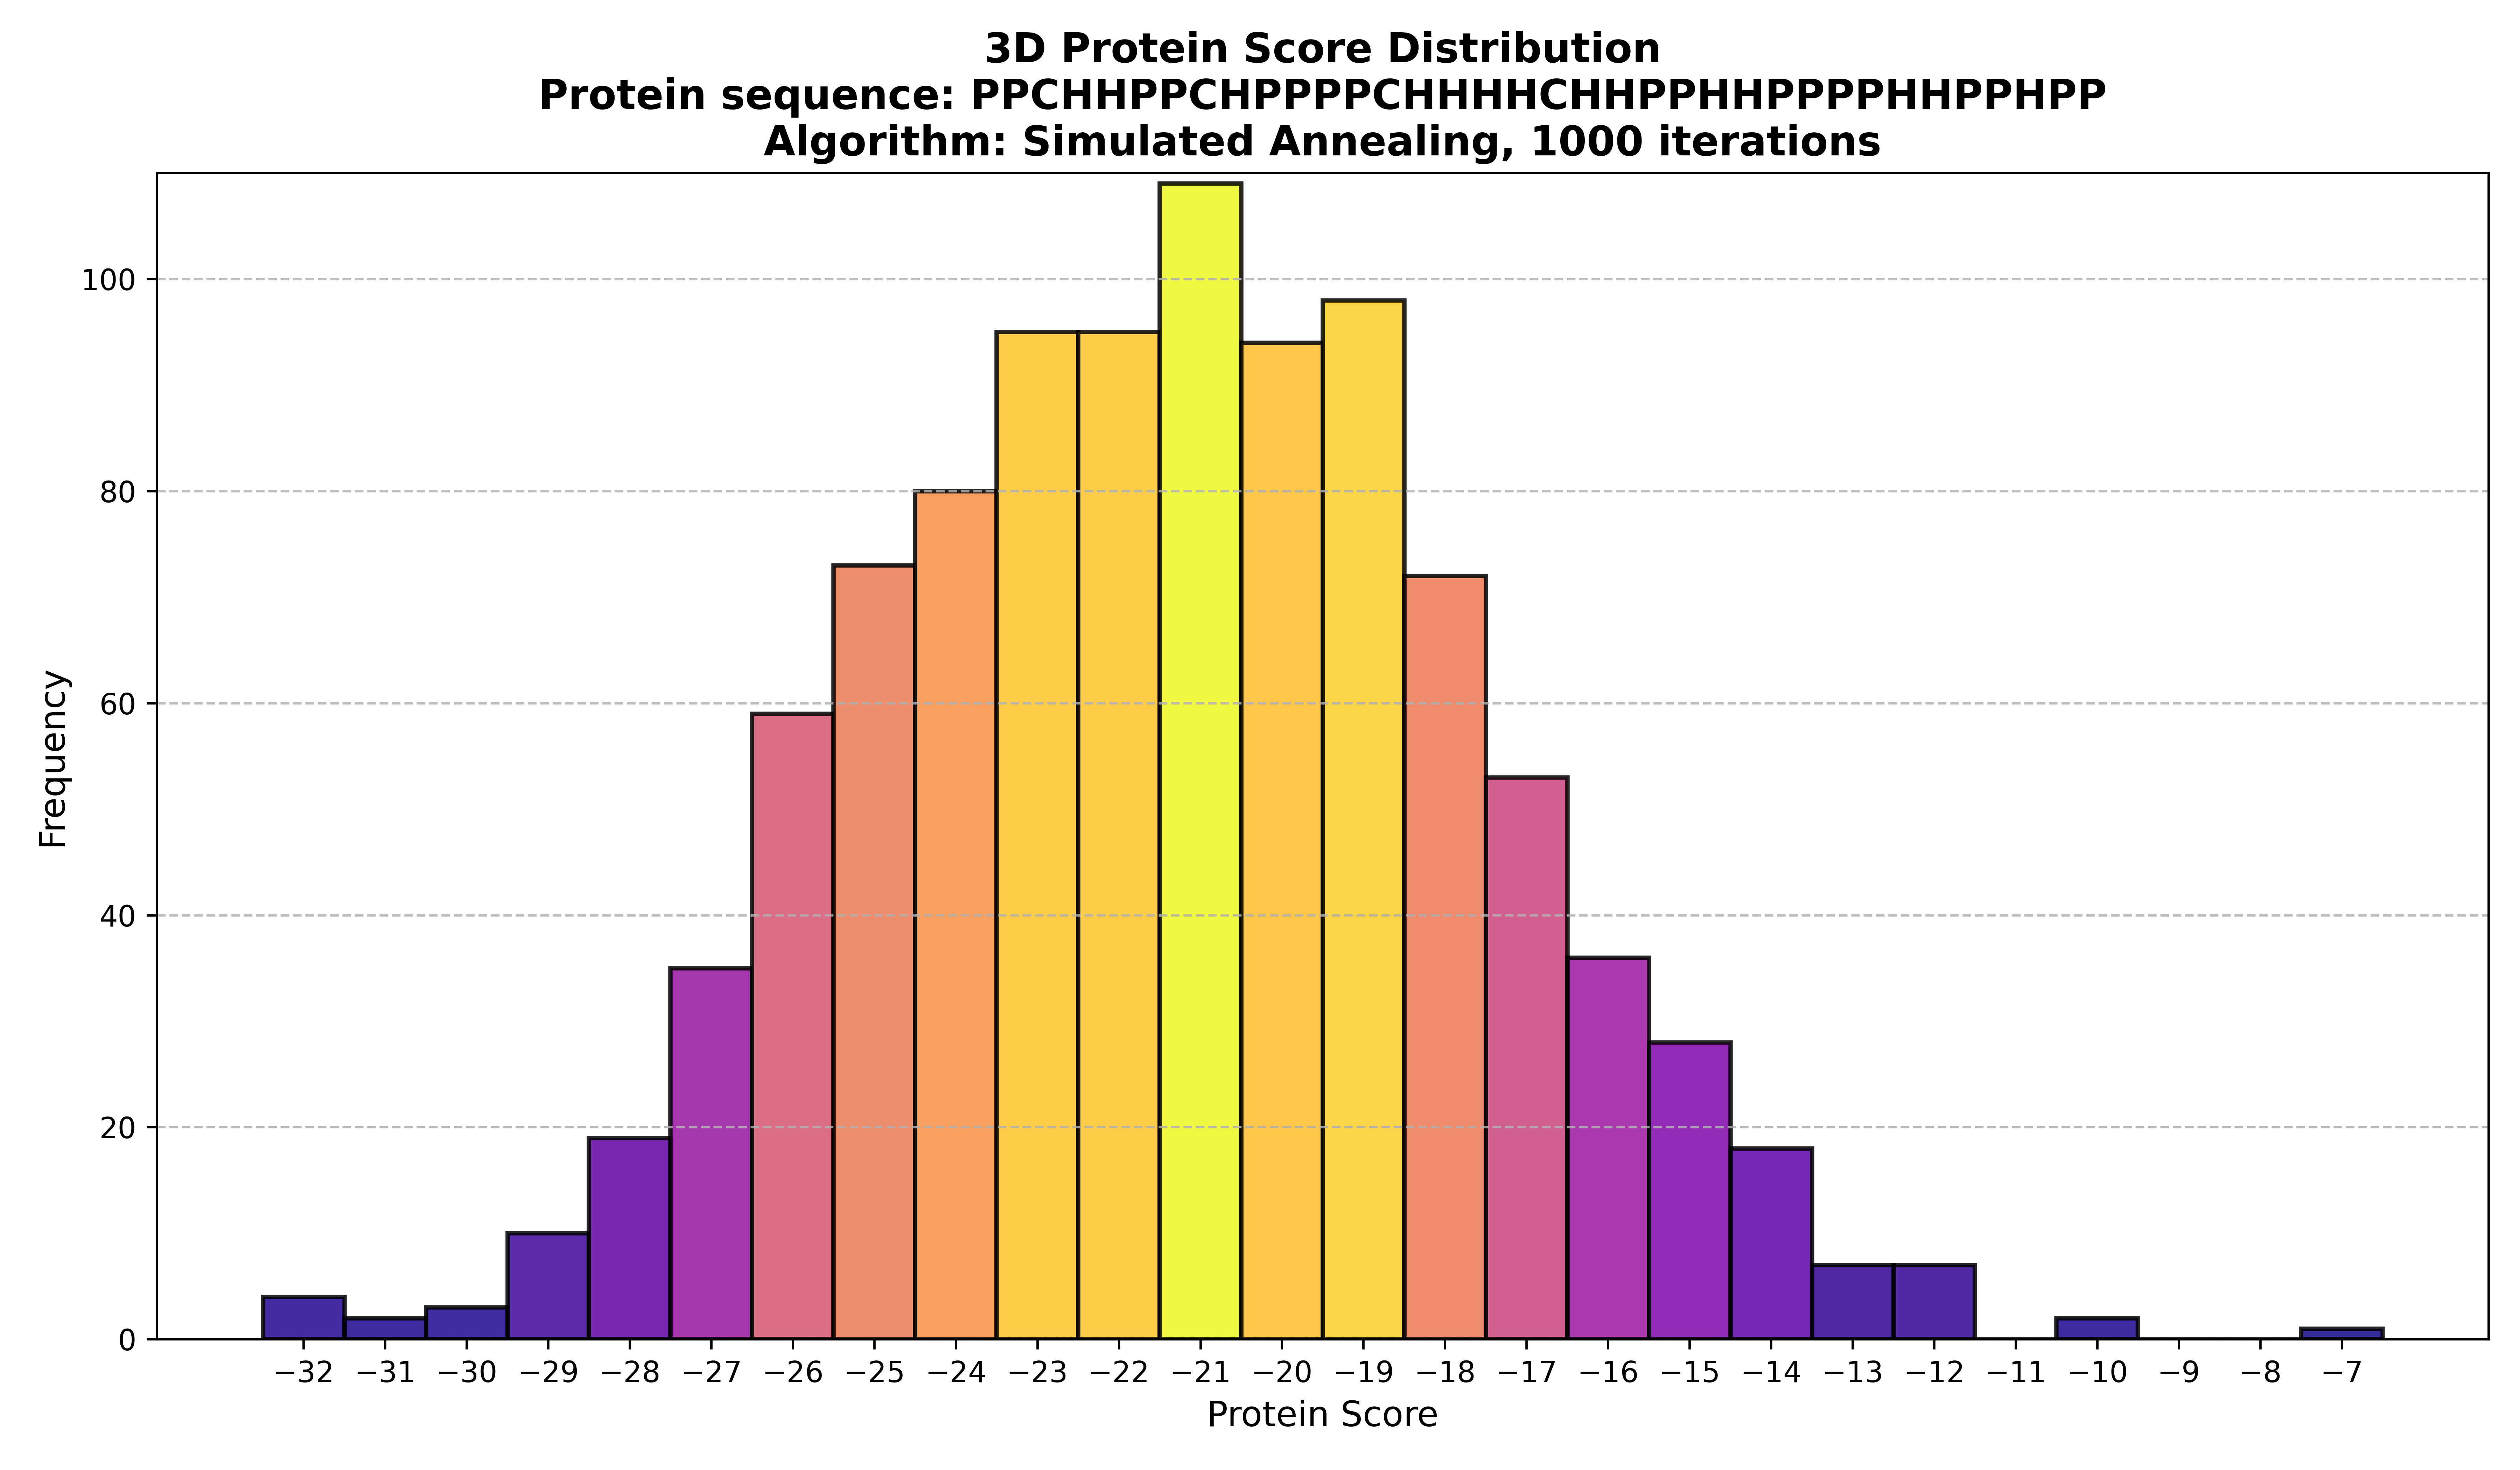 3D Protein Score Distribution
Protein sequence: PPCHHPPCHPPPPCHHHHCHHPPHHPPPPHHPPHPP
Algorithm: Simulated Annealing, 1000 iterations
100
80
60
40
20
0
Frequency
−32 −31 −30 −29 −28 −27 −26 −25 −24 −23 −22 −21 −20 −19 −18 −17 −16 −15 −14 −13 −12 −11 −10 −9 −8 −7
Protein Score